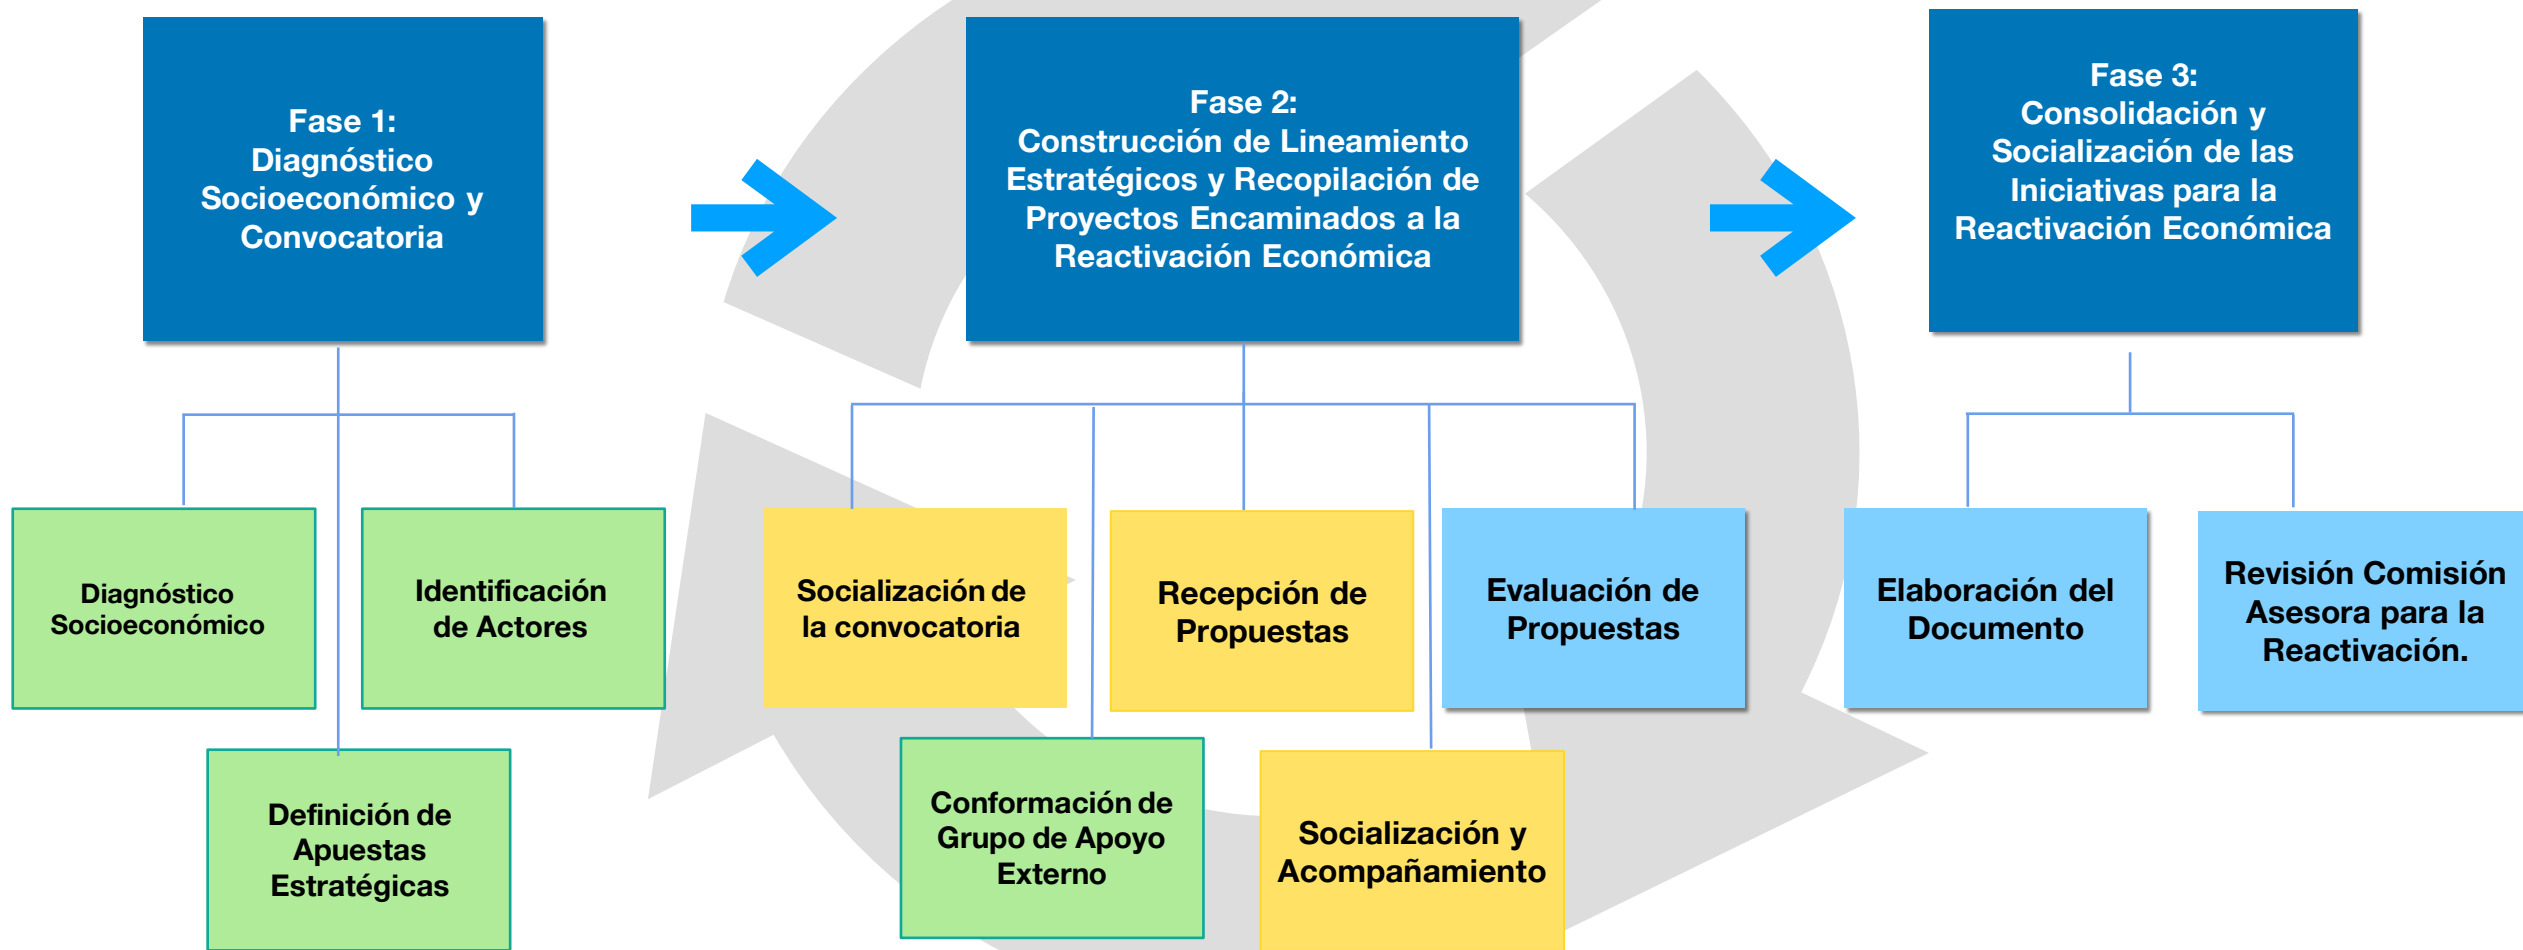 Fase 1:
Diagnóstico
Socioeconómico y
Convocatoria
Fase 2:
Construcción de Lineamiento
Estratégicos y Recopilación de
Proyectos Encaminados a la
Reactivación Económica
Fase 3:
Consolidación y
Socialización de las
Iniciativas para la
Reactivación Económica
Diagnóstico
Socioeconómico
Identificación
de Actores
Definición de
Apuestas
Estratégicas
Socialización de
la convocatoria
Recepción de
Propuestas
Evaluación de
Propuestas
Conformación de
Grupo de Apoyo
Externo
Socialización y
Acompañamiento
Elaboración del
Documento
Revisión Comisión
Asesora para la
Reactivación.